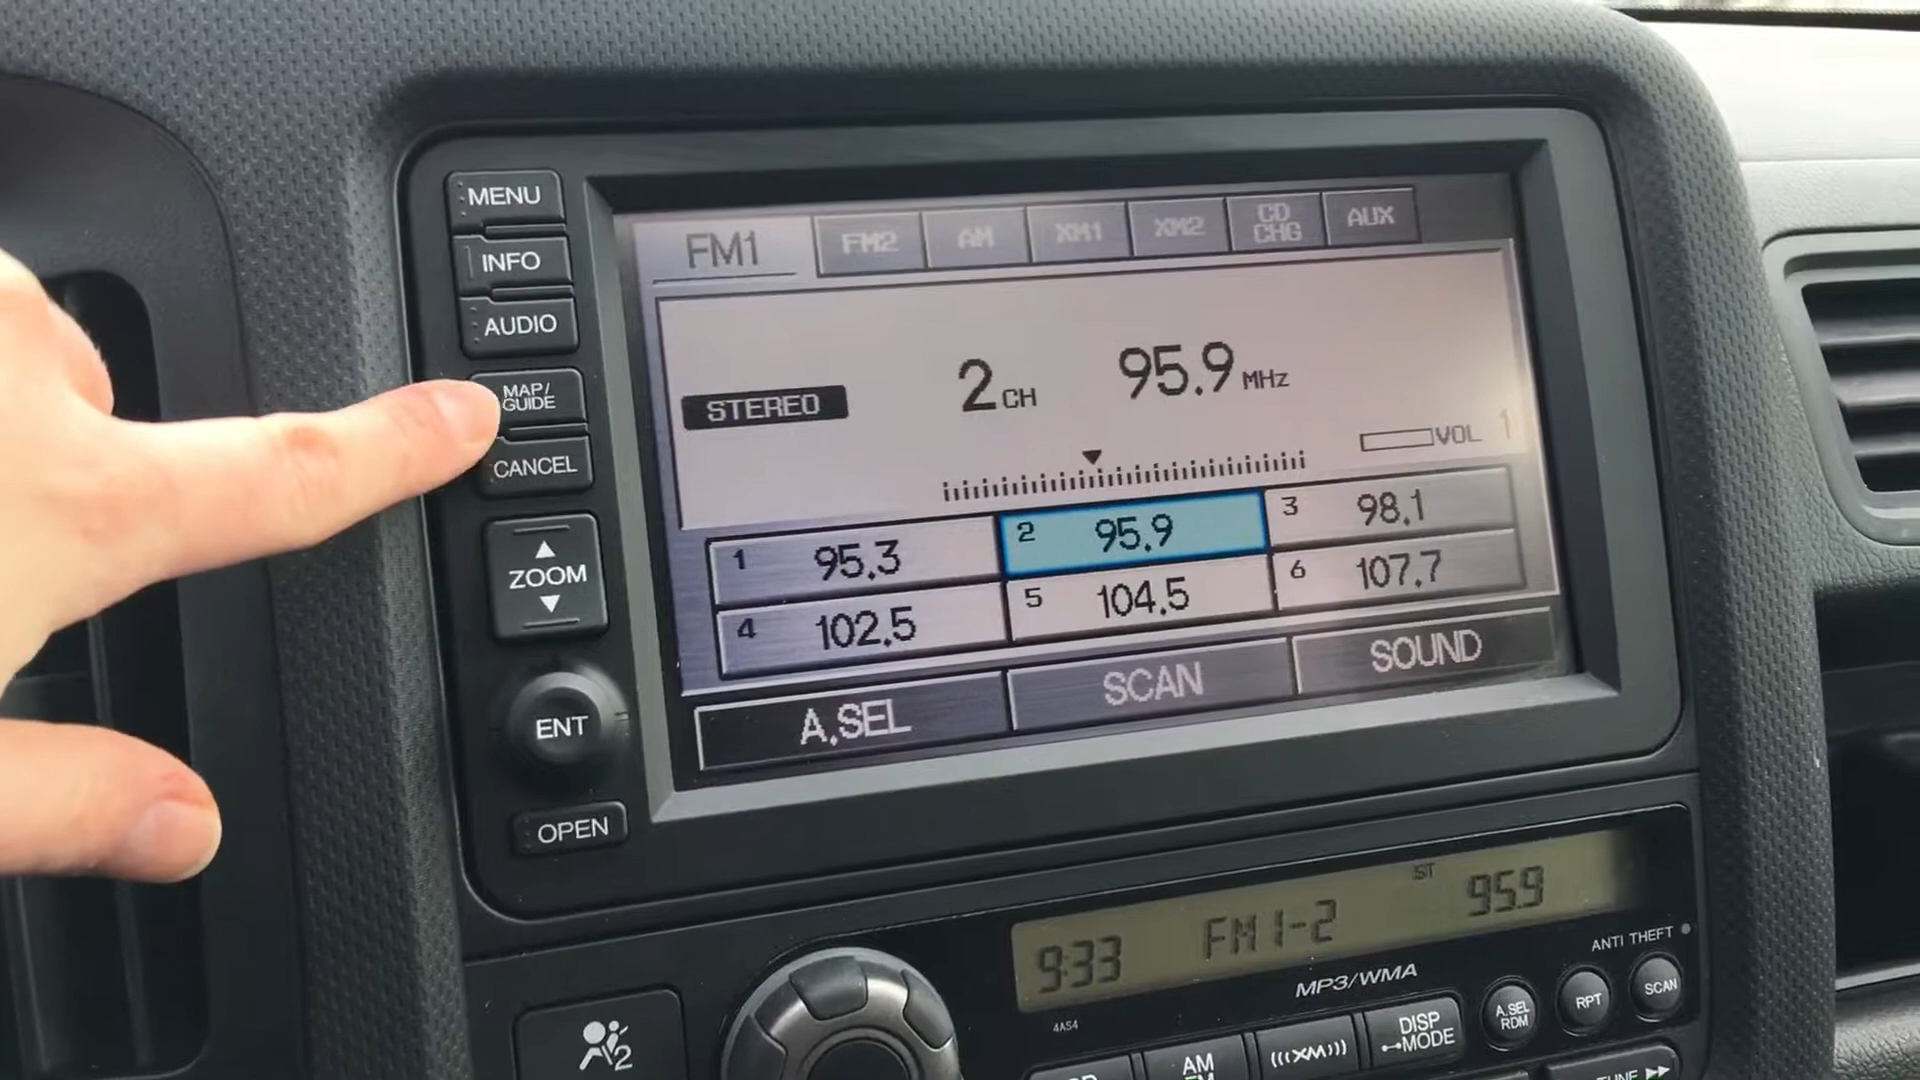 MENU
INFO
AUDIO
MAP/
GUIDE
CANCEL
ZOOM
ENT
OPEN
FM1 FM2 AM XM1 XM2 CD CHG AUX
STEREO 2 CH 95.9 MHz
VOL 1
1 95.3 2 95.9 3 98.1
4 102.5 5 104.5 6 107.7
A.SEL SCAN SOUND
9:33 FM 1-2 ST 95.9
ANTI THEFT
MP3/WMA
4AS4
2
AM
(((XM)))
DISP
MODE
A.SEL
RDM
RPT
SCAN
TUNE